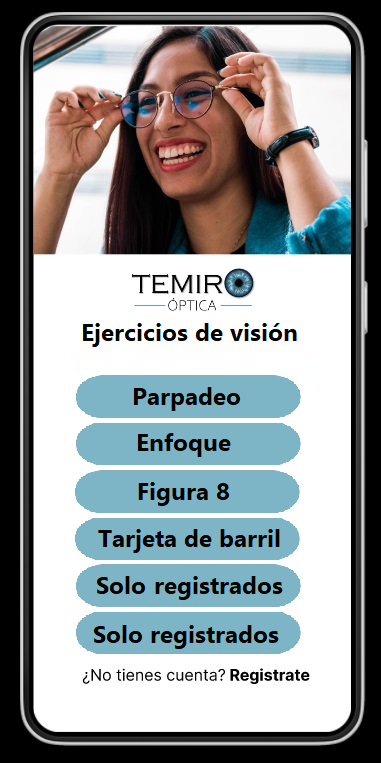 TEMIRO
ÓPTICA
Ejercicios de visión
Parpadeo
Enfoque
Figura 8
Tarjeta de barril
Solo registrados
Solo registrados
¿No tienes cuenta? Registrate